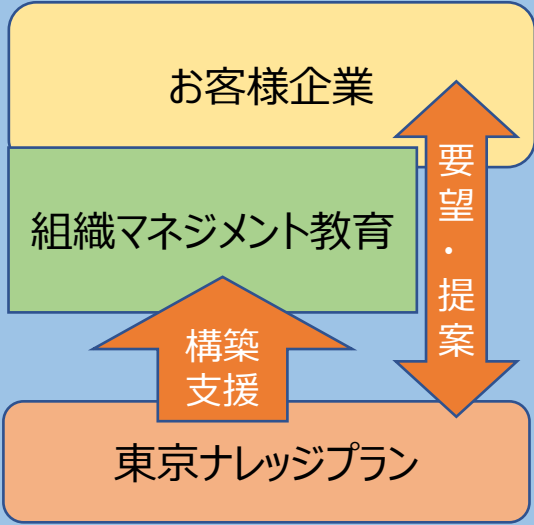 お客様企業
組織マネジメント教育
要望・提案
構築
支援
東京ナレッジプラン